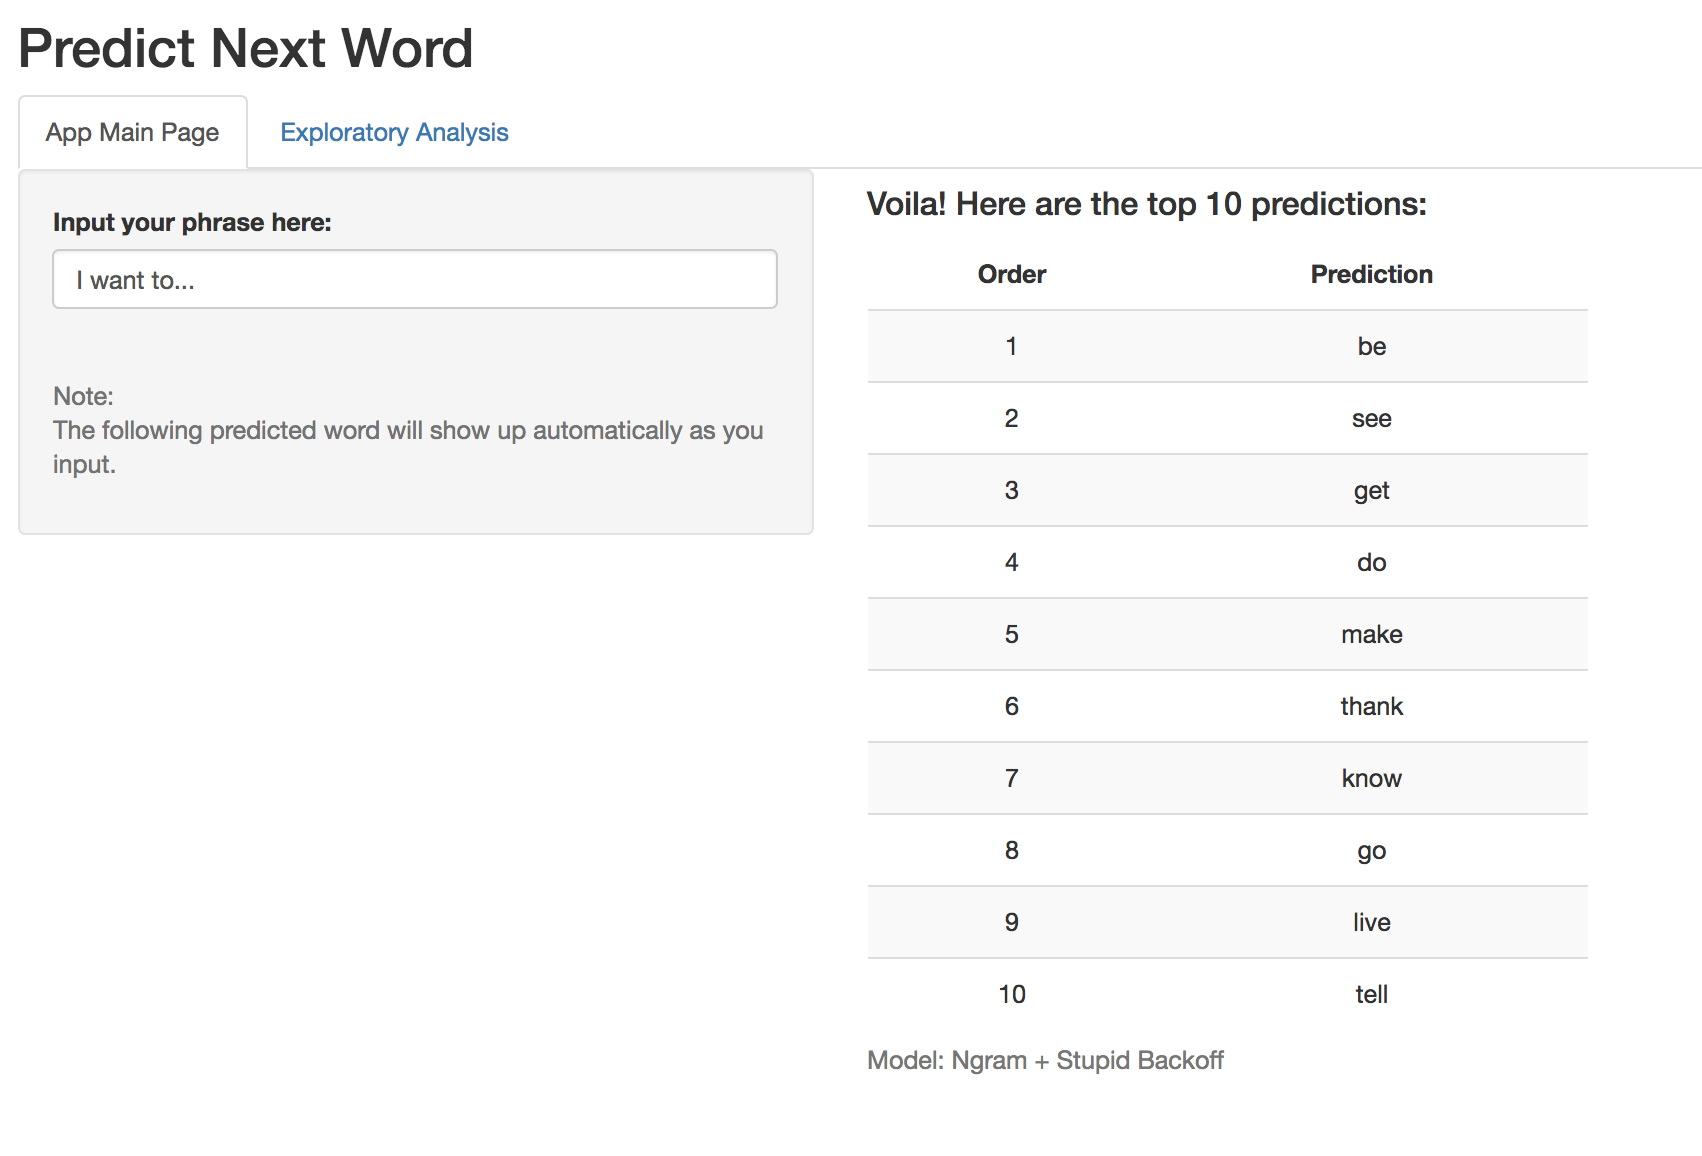 Predict Next Word
App Main Page
Exploratory Analysis
Input your phrase here:
I want to...
Note:
The following predicted word will show up automatically as you
input.
Voila! Here are the top 10 predictions:
Order Prediction
1 be
2 see
3 get
4 do
5 make
6 thank
7 know
8 go
9 live
10 tell
Model: Ngram + Stupid Backoff